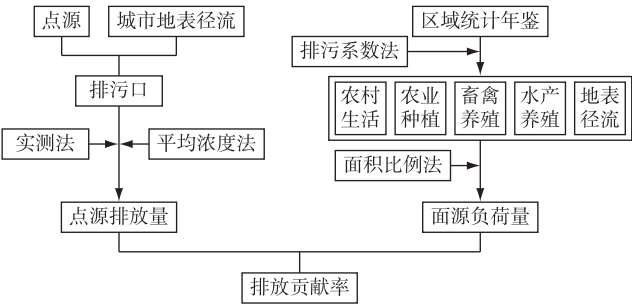 点源
城市地表径流
区域统计年鉴
排污系数法
排污口
农村
生活
农业
种植
畜禽
养殖
水产
养殖
地表
径流
实测法
平均浓度法
面积比例法
点源排放量
面源负荷量
排放贡献率